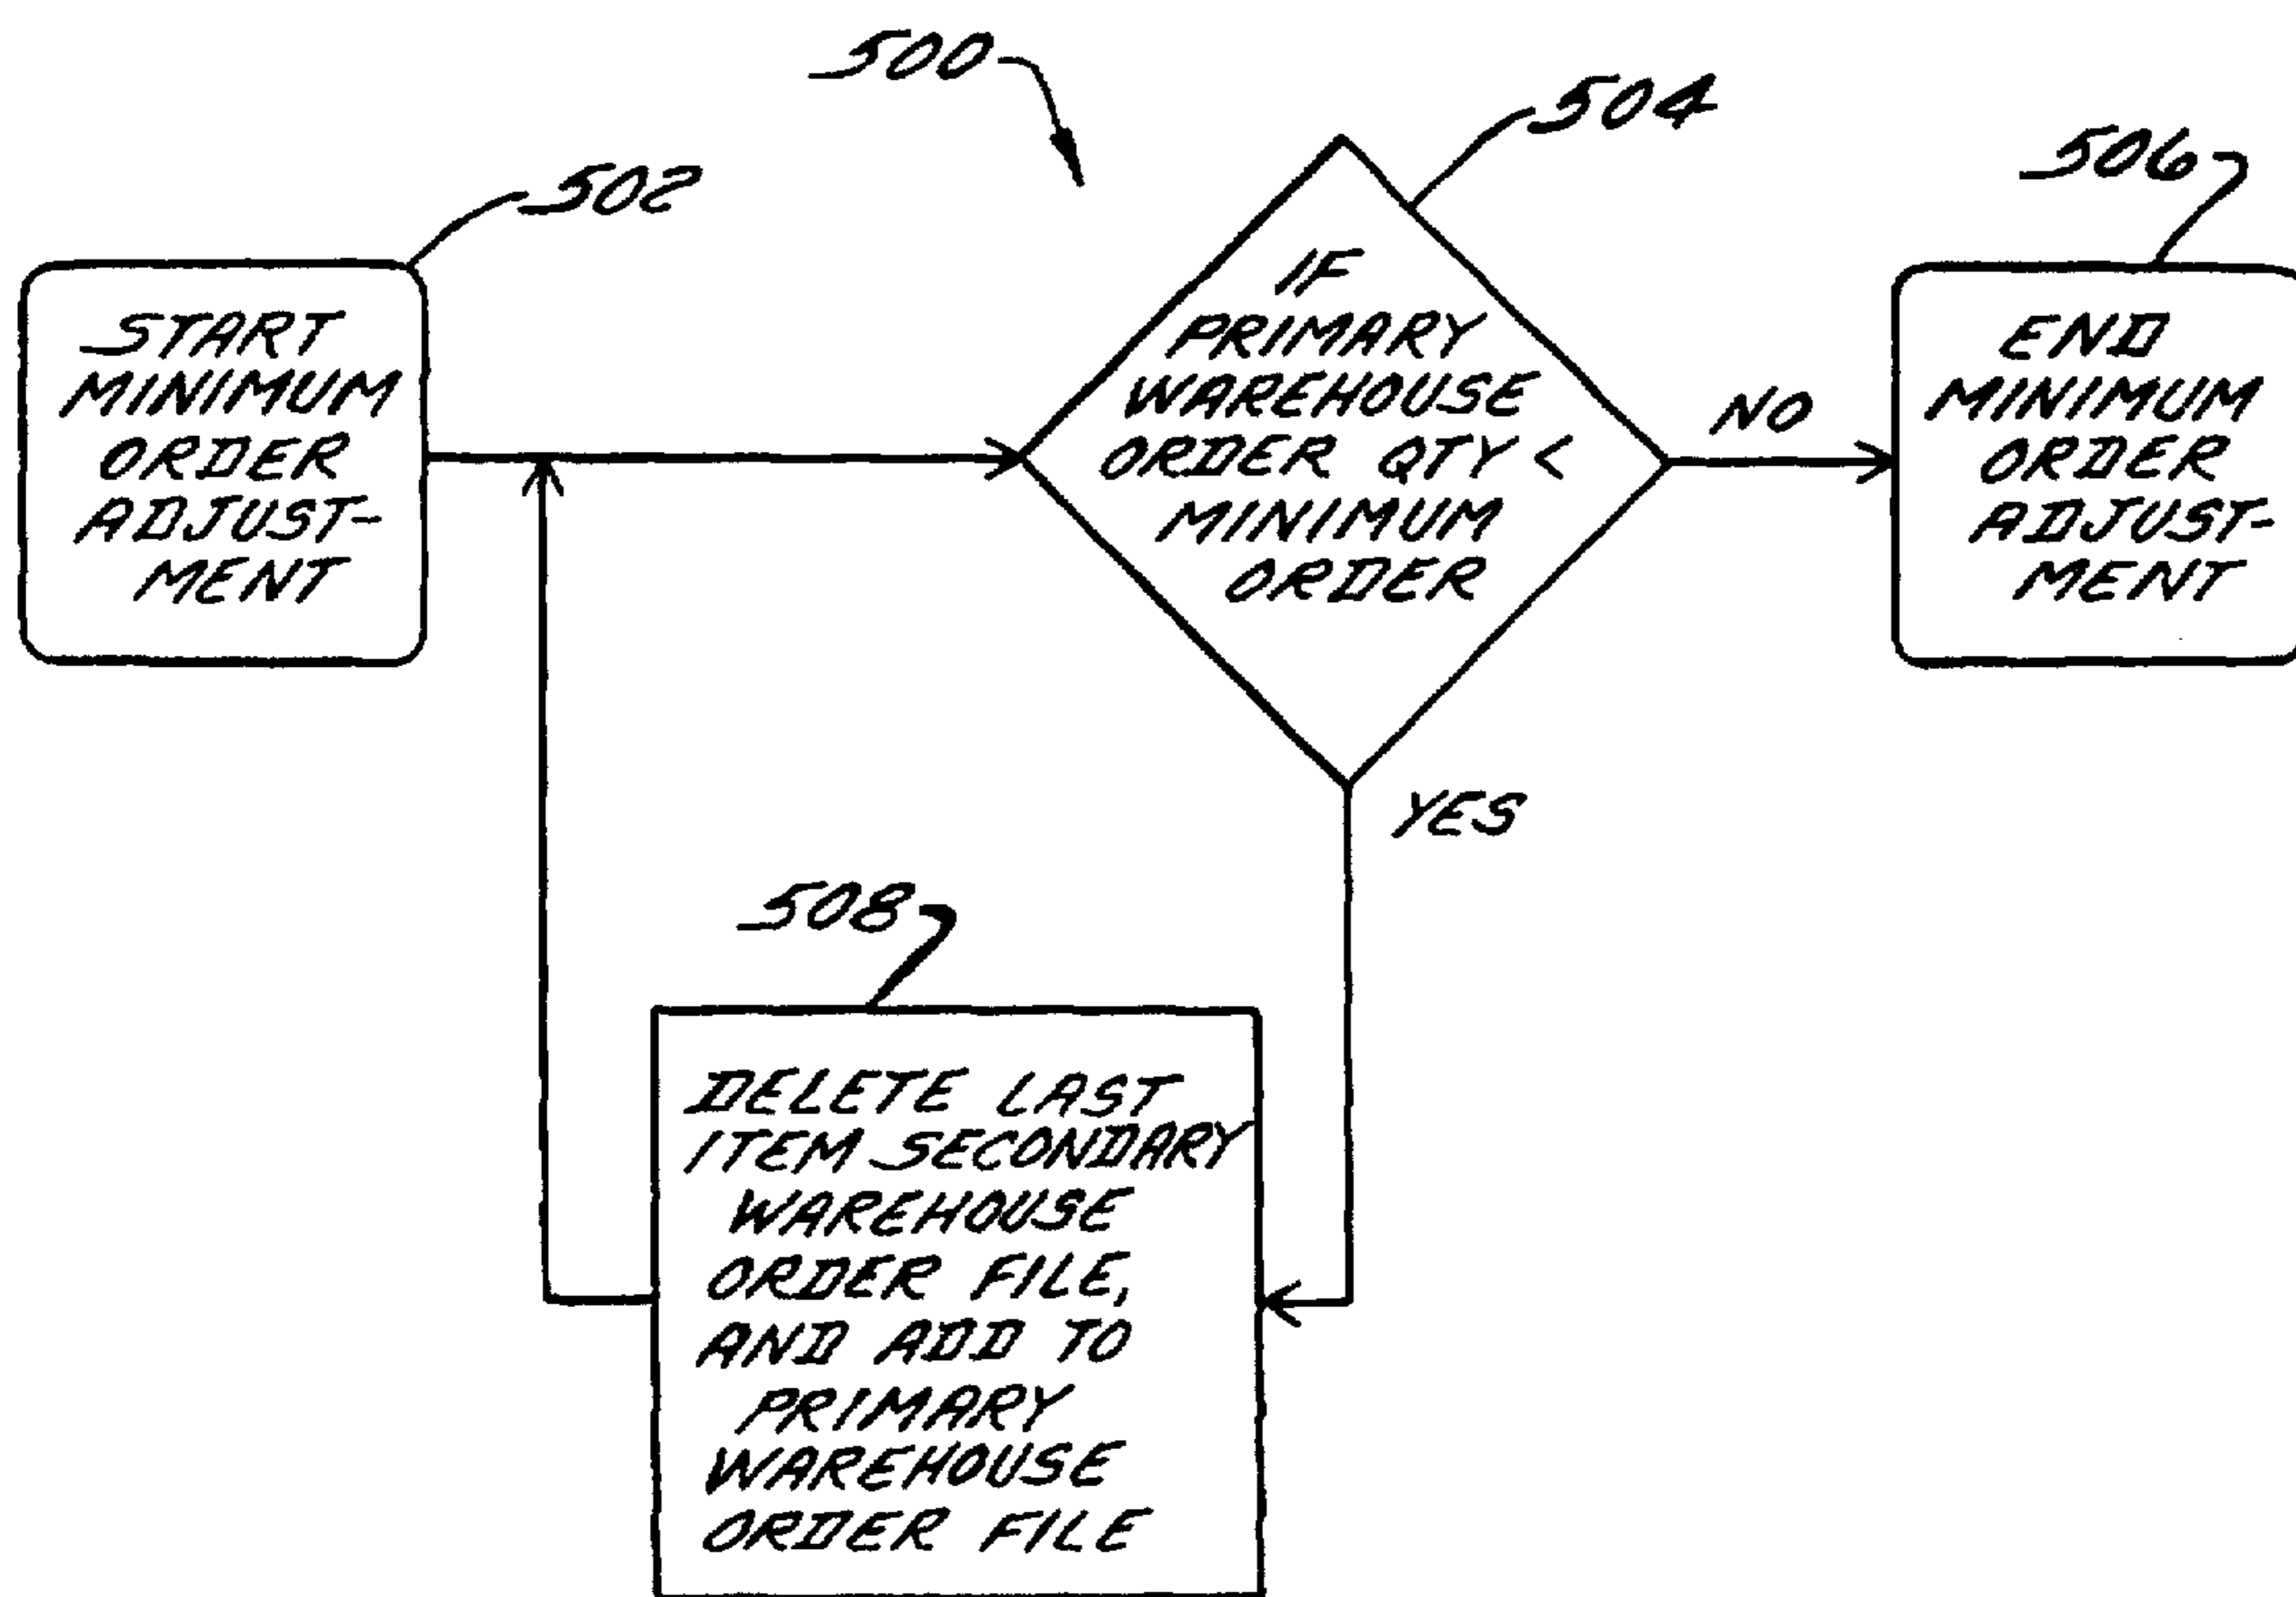 500
504
506
502
START
MINIMUM
ORDER
ADJUST-
MENT
IF
PRIMARY
WAREHOUSE
ORDER QTY <
MINIMUM
ORDER
NO
END
MINIMUM
ORDER
ADJUST-
MENT
YES
508
DELETE LAST
ITEM SECONDARY
WAREHOUSE
ORDER FILE,
AND ADD TO
PRIMARY
WAREHOUSE
ORDER FILE